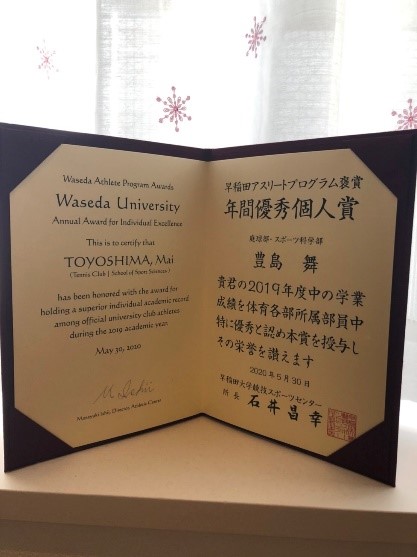 Waseda Athlete Program Awards
Waseda University
Annual Award for Individual Excellence
This is to certify that
TOYOSHIMA, Mai
(Tennis Club | School of Sport Sciences)
has been honored with the award for
holding a superior individual academic record
among official university club athletes
during the 2019 academic year.
May 30, 2020
Masayuki Ishii, Director, Athletic Center
早稲田アスリートプログラム褒賞
年間優秀個人賞
庭球部・スポーツ科学部
豊島 舞
貴君の2019年度中の学業
成績を体育各部所属部員中
特に優秀と認め本賞を授与し
その栄誉を讃えます
2020年5月30日
早稲田大学競技スポーツセンター
所長 石井昌幸